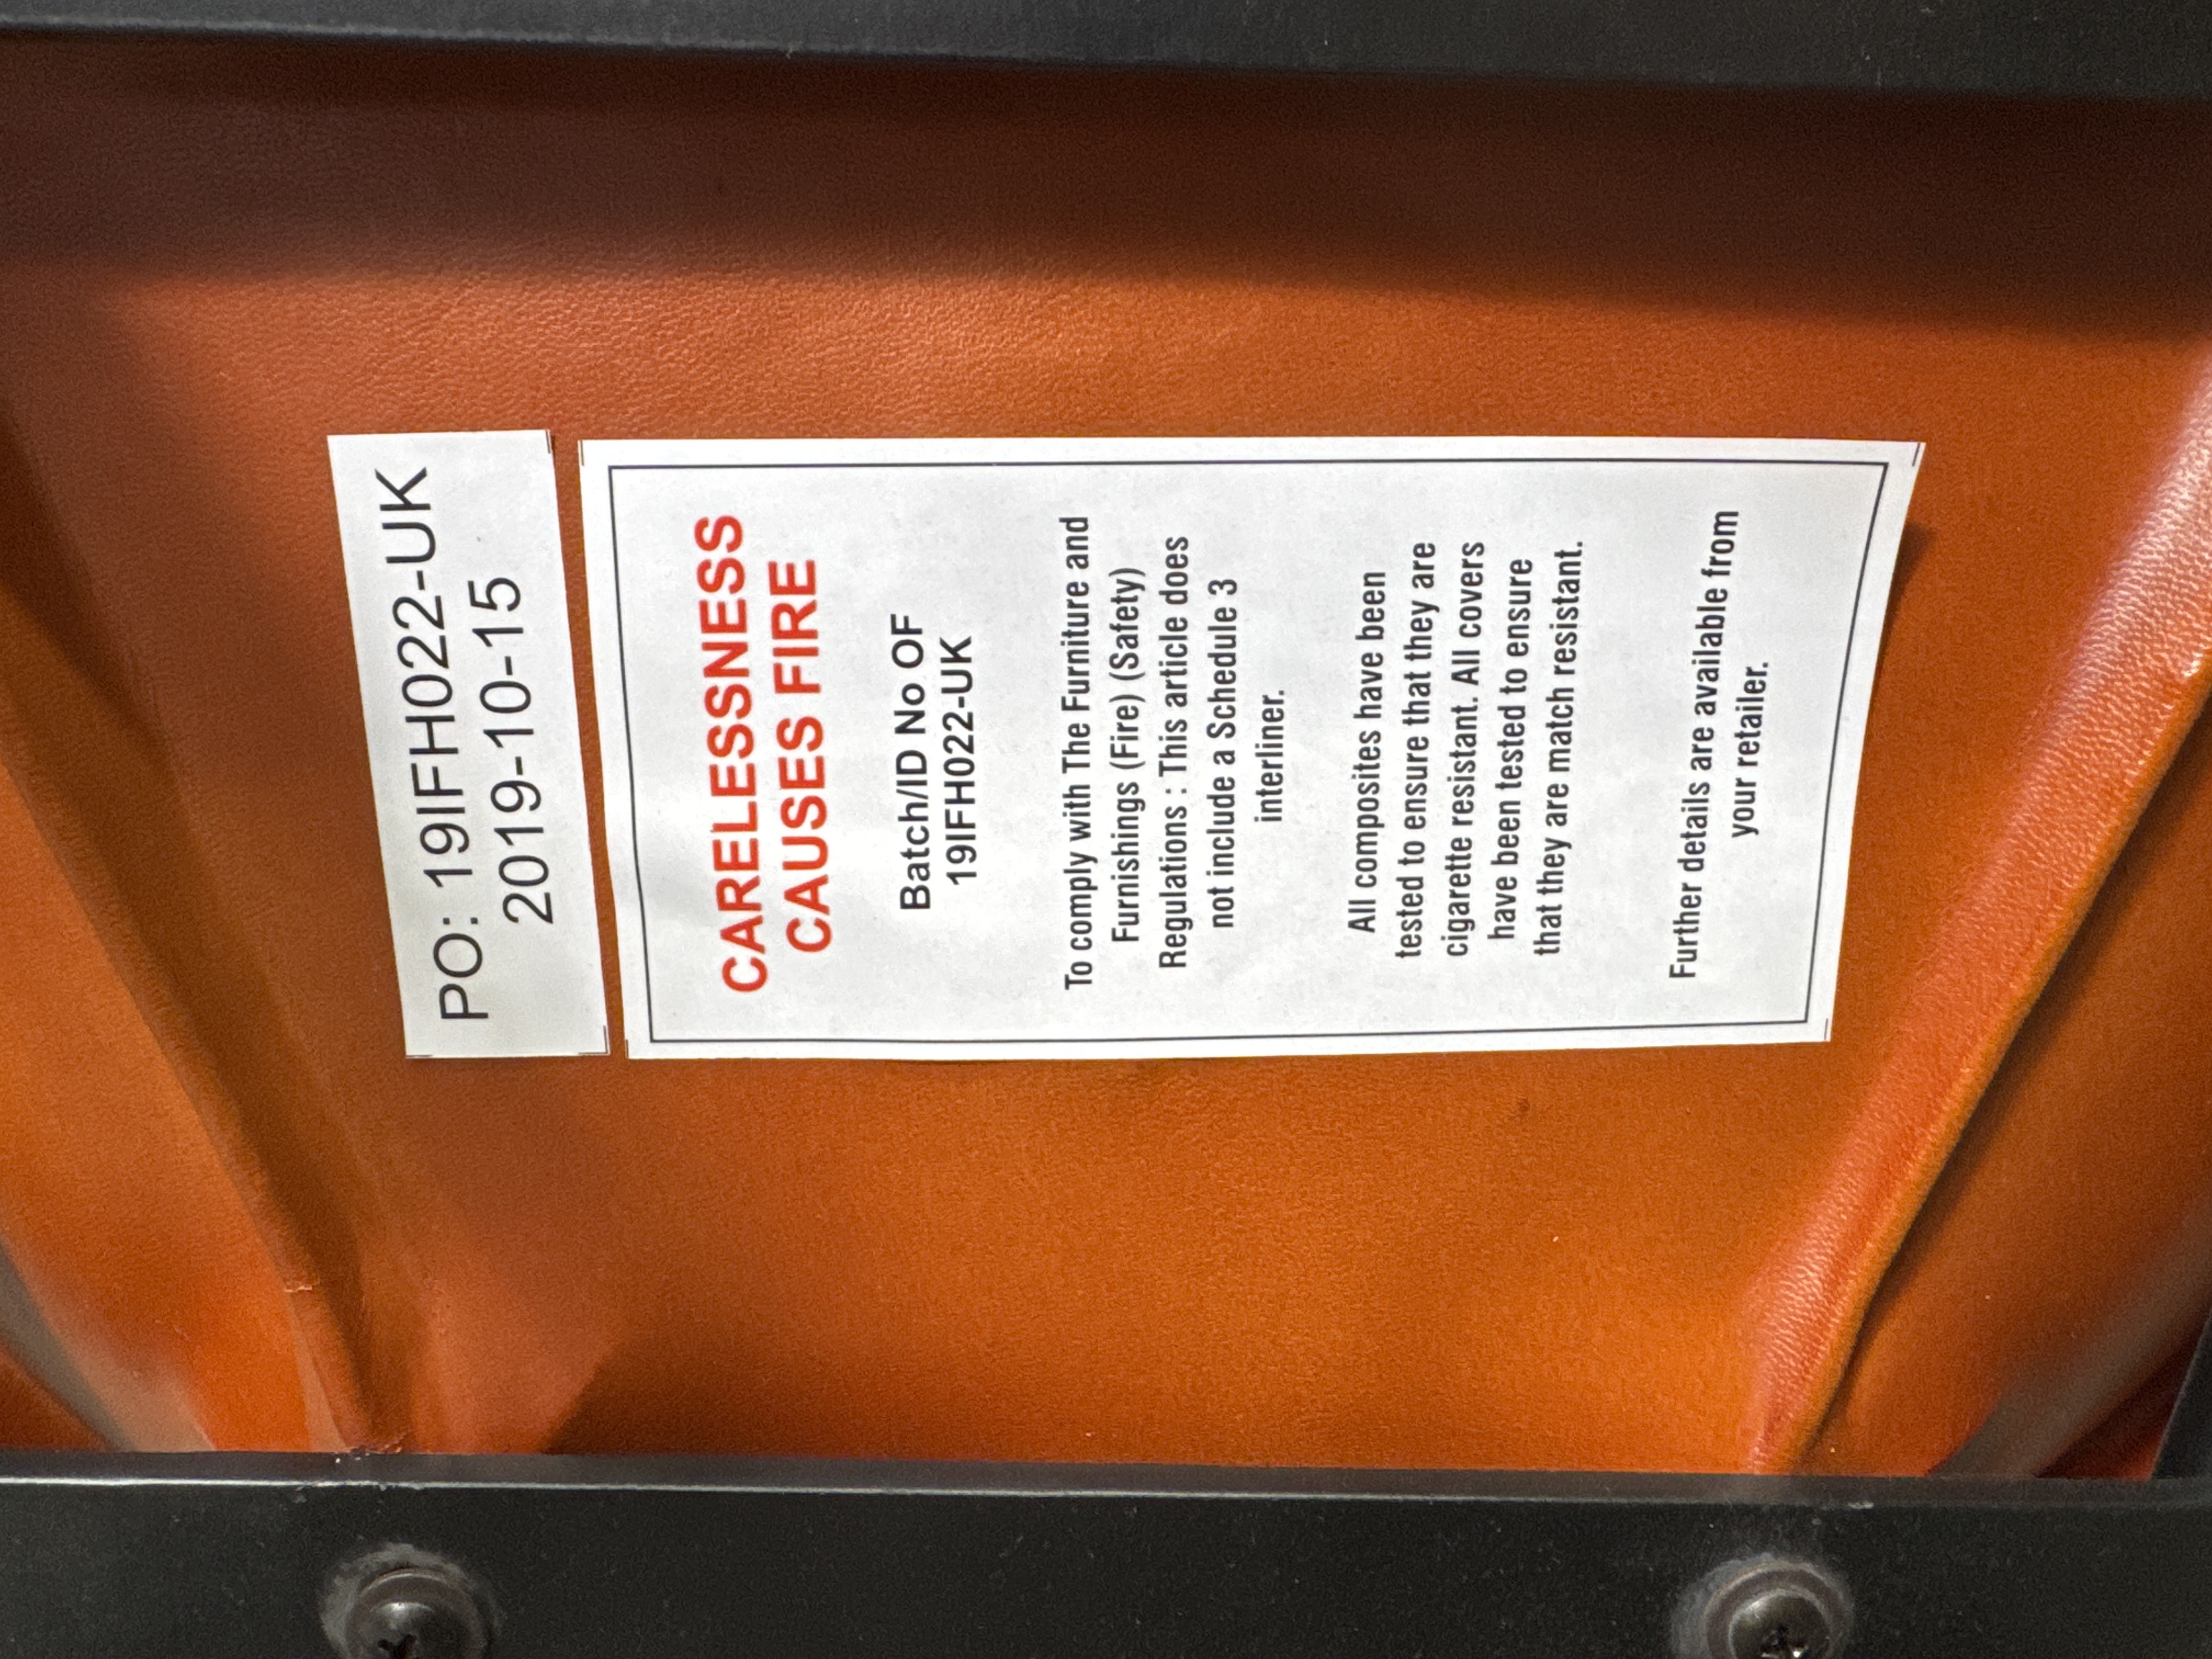 PO: 19IFH022-UK
2019-10-15
CARELESSNESS
CAUSES FIRE
Batch/ID No OF
19IFH022-UK
To comply with The Furniture and
Furnishings (Fire) (Safety)
Regulations : This article does
not include a Schedule 3
interliner.
All composites have been
tested to ensure that they are
cigarette resistant. All covers
have been tested to ensure
that they are match resistant.
Further details are available from
your retailer.